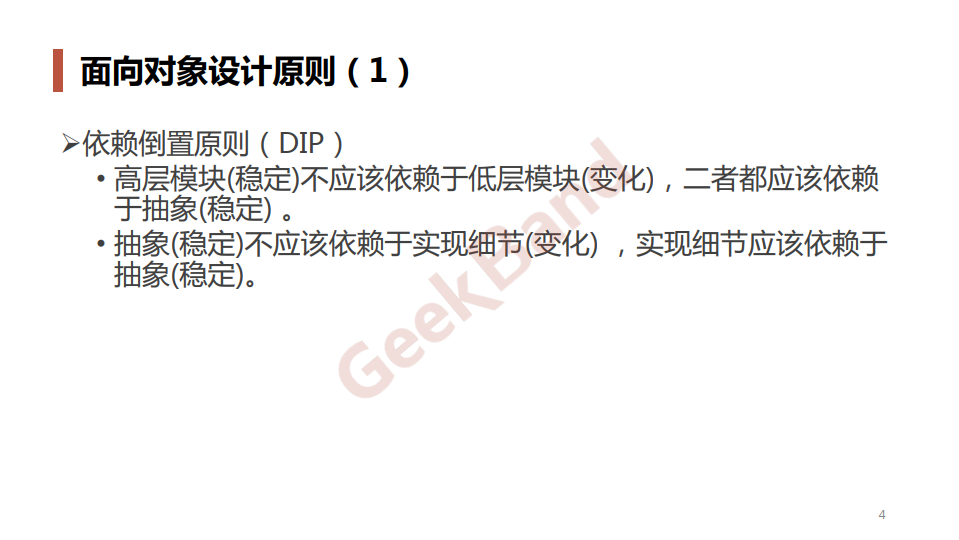 面向对象设计原则（1）
➢依赖倒置原则（DIP）
• 高层模块(稳定)不应该依赖于低层模块(变化)，二者都应该依赖
于抽象(稳定) 。
• 抽象(稳定)不应该依赖于实现细节(变化) ，实现细节应该依赖于
抽象(稳定)。
GeekBand
4